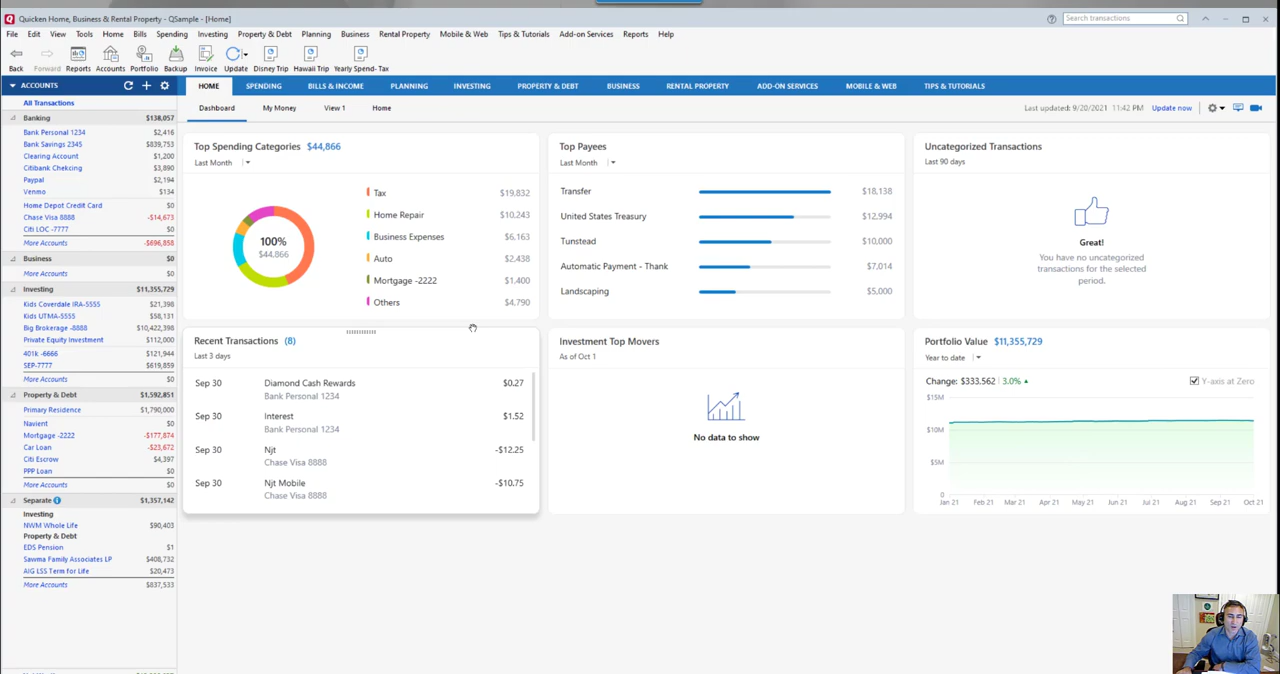 Quicken Home, Business & Rental Property - QSample - [Home]
Search transactions
File Edit View Tools Home Bills Spending Investing Property & Debt Planning Business Rental Property Mobile & Web Tips & Tutorials Add-on Services Reports Help
Back Forward Reports Accounts Portfolio Backup Invoice Update Disney Trip Hawaii Trip Yearly Spend- Tax
ACCOUNTS
HOME SPENDING BILLS & INCOME PLANNING INVESTING PROPERTY & DEBT BUSINESS RENTAL PROPERTY ADD-ON SERVICES MOBILE & WEB TIPS & TUTORIALS
Dashboard My Money View 1 Home
Last updated: 9/20/2021 11:42 PM Update now
All Transactions
Banking $138,057
Bank Personal 1234 $2,416
Bank Savings 2345 $839,753
Clearing Account $1,200
Citibank Chekcing $3,890
Paypal $2,194
Venmo $134
Home Depot Credit Card $0
Chase Visa 8888 -$14,673
Citi LOC -7777 $0
More Accounts -$696,858
Business $0
More Accounts $0
Investing $11,355,729
Kids Coverdale IRA-5555 $21,398
Kids UTMA-5555 $58,131
Big Brokerage -8888 $10,422,398
Private Equity Investment $112,000
401k -6666 $121,944
SEP-7777 $619,859
More Accounts $0
Property & Debt $1,592,851
Primary Residence $1,790,000
Navient $0
Mortgage -2222 -$177,874
Car Loan -$23,672
Citi Escrow $4,397
PPP Loan $0
More Accounts $0
Separate $1,357,142
Investing
NWM Whole Life $90,403
Property & Debt
EDS Pension $1
Sawma Family Associates LP $408,732
AIG LSS Term for Life $20,473
More Accounts $837,533
Top Spending Categories $44,866
Last Month
100%
$44,866
Tax $19,832
Home Repair $10,243
Business Expenses $6,163
Auto $2,438
Mortgage -2222 $1,400
Others $4,790
Top Payees
Last Month
Transfer $18,138
United States Treasury $12,994
Tunstead $10,000
Automatic Payment - Thank $7,014
Landscaping $5,000
Uncategorized Transactions
Last 90 days
Great!
You have no uncategorized
transactions for the selected
period.
Recent Transactions (8)
Last 3 days
Sep 30 Diamond Cash Rewards $0.27
Bank Personal 1234
Sep 30 Interest $1.52
Bank Personal 1234
Sep 30 Njt -$12.25
Chase Visa 8888
Sep 30 Njt Mobile -$10.75
Chase Visa 8888
Investment Top Movers
As of Oct 1
No data to show
Portfolio Value $11,355,729
Year to date
Change: $333,562 3.0%
Y-axis at Zero
$15M
$10M
$5M
0
Jan 21 Feb 21 Mar 21 Apr 21 May 21 Jun 21 Jul 21 Aug 21 Sep 21 Oct 21